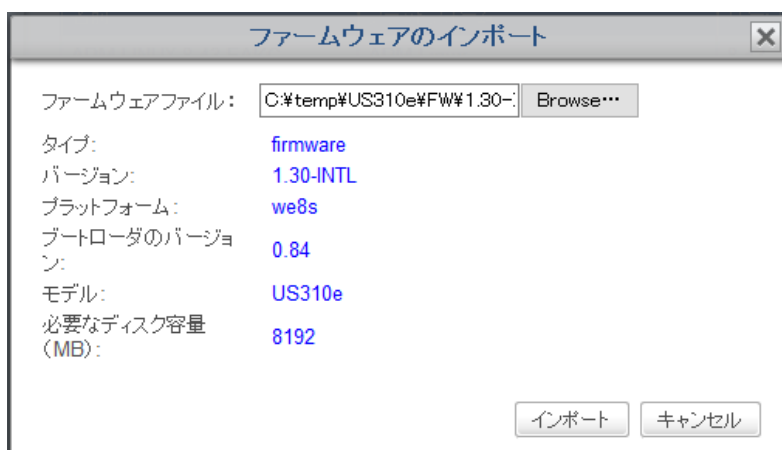 ファームウェアのインポート
ファームウェアファイル： C:¥temp¥US310e¥FW¥1.30- Browse…
タイプ: firmware
バージョン: 1.30-INTL
プラットフォーム: we8s
ブートローダのバージョ
ン: 0.84
モデル: US310e
必要なディスク容量
(MB): 8192
インポート キャンセル